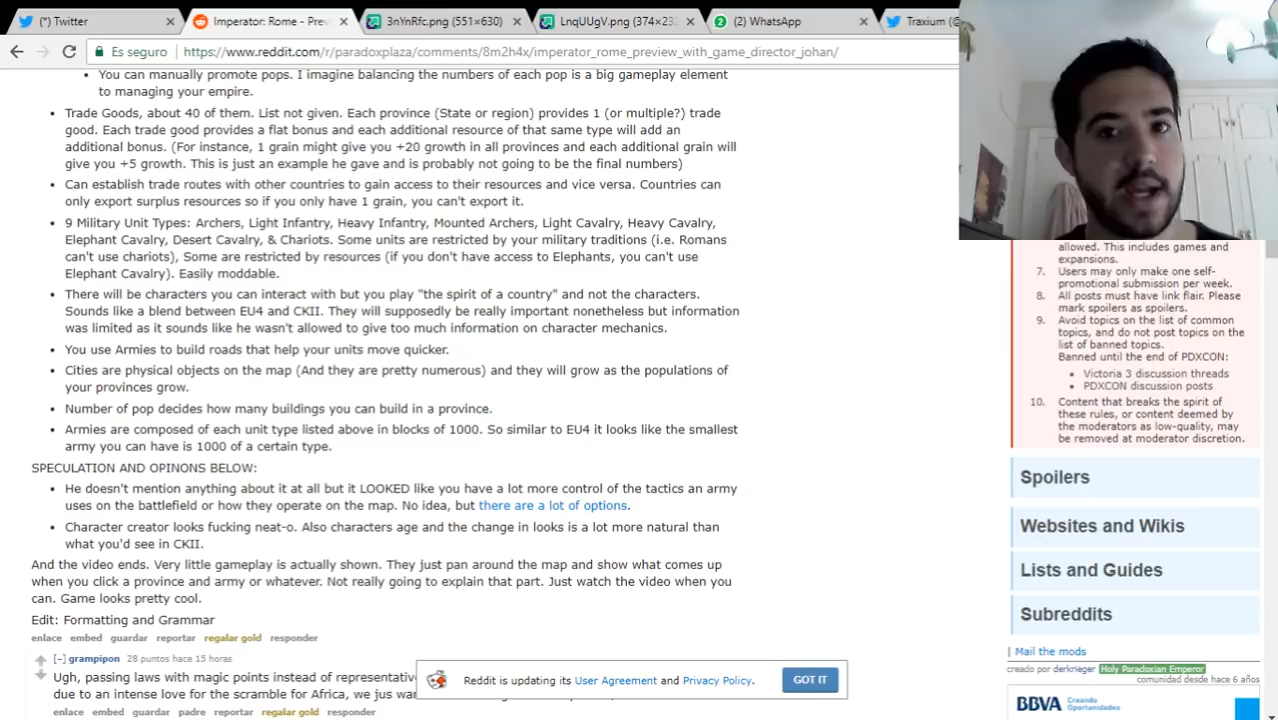 (*) Twitter
Imperator: Rome - Prev
3nYnRfc.png (551×630)
LnqUUgV.png (374×232
(2) WhatsApp
Traxium (
Es seguro
https://www.reddit.com/r/paradoxplaza/comments/8m2h4x/imperator_rome_preview_with_game_director_johan/
• You can manually promote pops. I imagine balancing the numbers of each pop is a big gameplay element
to managing your empire.
• Trade Goods, about 40 of them. List not given. Each province (State or region) provides 1 (or multiple?) trade
good. Each trade good provides a flat bonus and each additional resource of that same type will add an
additional bonus. (For instance, 1 grain might give you +20 growth in all provinces and each additional grain will
give you +5 growth. This is just an example he gave and is probably not going to be the final numbers)
• Can establish trade routes with other countries to gain access to their resources and vice versa. Countries can
only export surplus resources so if you only have 1 grain, you can't export it.
• 9 Military Unit Types: Archers, Light Infantry, Heavy Infantry, Mounted Archers, Light Cavalry, Heavy Cavalry,
Elephant Cavalry, Desert Cavalry, & Chariots. Some units are restricted by your military traditions (i.e. Romans
can't use chariots), Some are restricted by resources (if you don't have access to Elephants, you can't use
Elephant Cavalry). Easily moddable.
• There will be characters you can interact with but you play "the spirit of a country" and not the characters.
Sounds like a blend between EU4 and CKII. They will supposedly be really important nonetheless but information
was limited as it sounds like he wasn't allowed to give too much information on character mechanics.
• You use Armies to build roads that help your units move quicker.
• Cities are physical objects on the map (And they are pretty numerous) and they will grow as the populations of
your provinces grow.
• Number of pop decides how many buildings you can build in a province.
• Armies are composed of each unit type listed above in blocks of 1000. So similar to EU4 it looks like the smallest
army you can have is 1000 of a certain type.
SPECULATION AND OPINONS BELOW:
• He doesn't mention anything about it at all but it LOOKED like you have a lot more control of the tactics an army
uses on the battlefield or how they operate on the map. No idea, but there are a lot of options.
• Character creator looks fucking neat-o. Also characters age and the change in looks is a lot more natural than
what you'd see in CKII.
And the video ends. Very little gameplay is actually shown. They just pan around the map and show what comes up
when you click a province and army or whatever. Not really going to explain that part. Just watch the video when you
can. Game looks pretty cool.
Edit: Formatting and Grammar
enlace embed guardar reportar regalar gold responder
[-] grampipon 28 puntos hace 15 horas
Ugh, passing laws with magic points instead of representative
due to an intense love for the scramble for Africa, we jus wan
enlace embed guardar padre reportar regalar gold responder
Reddit is updating its User Agreement and Privacy Policy.
GOT IT
allowed. This includes games and
expansions.
7. Users may only make one self-
promotional submission per week.
8. All posts must have link flair. Please
mark spoilers as spoilers.
9. Avoid topics on the list of common
topics, and do not post topics on the
list of banned topics.
Banned until the end of PDXCON:
• Victoria 3 discussion threads
• PDXCON discussion posts
10. Content that breaks the spirit of
these rules, or content deemed by
the moderators as low-quality, may
be removed at moderator discretion.
Spoilers
Websites and Wikis
Lists and Guides
Subreddits
Mail the mods
creado por derkrieger Holy Paradoxian Emperor
comunidad desde hace 6 años
BBVA Creando
Oportunidades